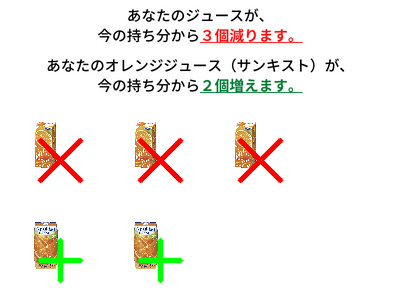 あなたのジュースが、
今の持ち分から３個減ります。
あなたのオレンジジュース（サンキスト）が、
今の持ち分から２個増えます。